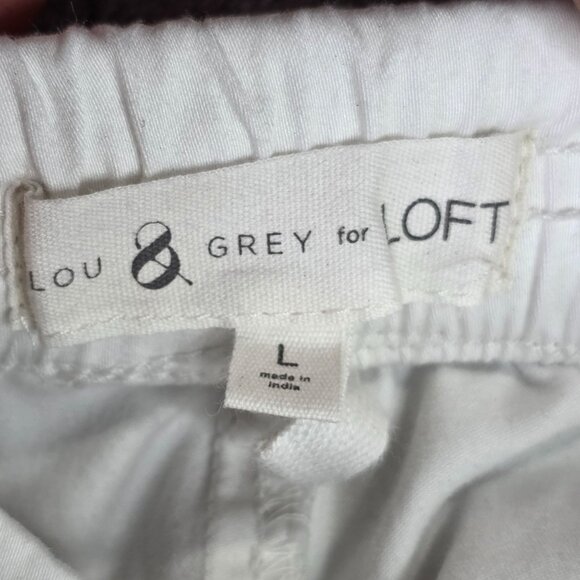 LOU & GREY for LOFT
L
made in
india